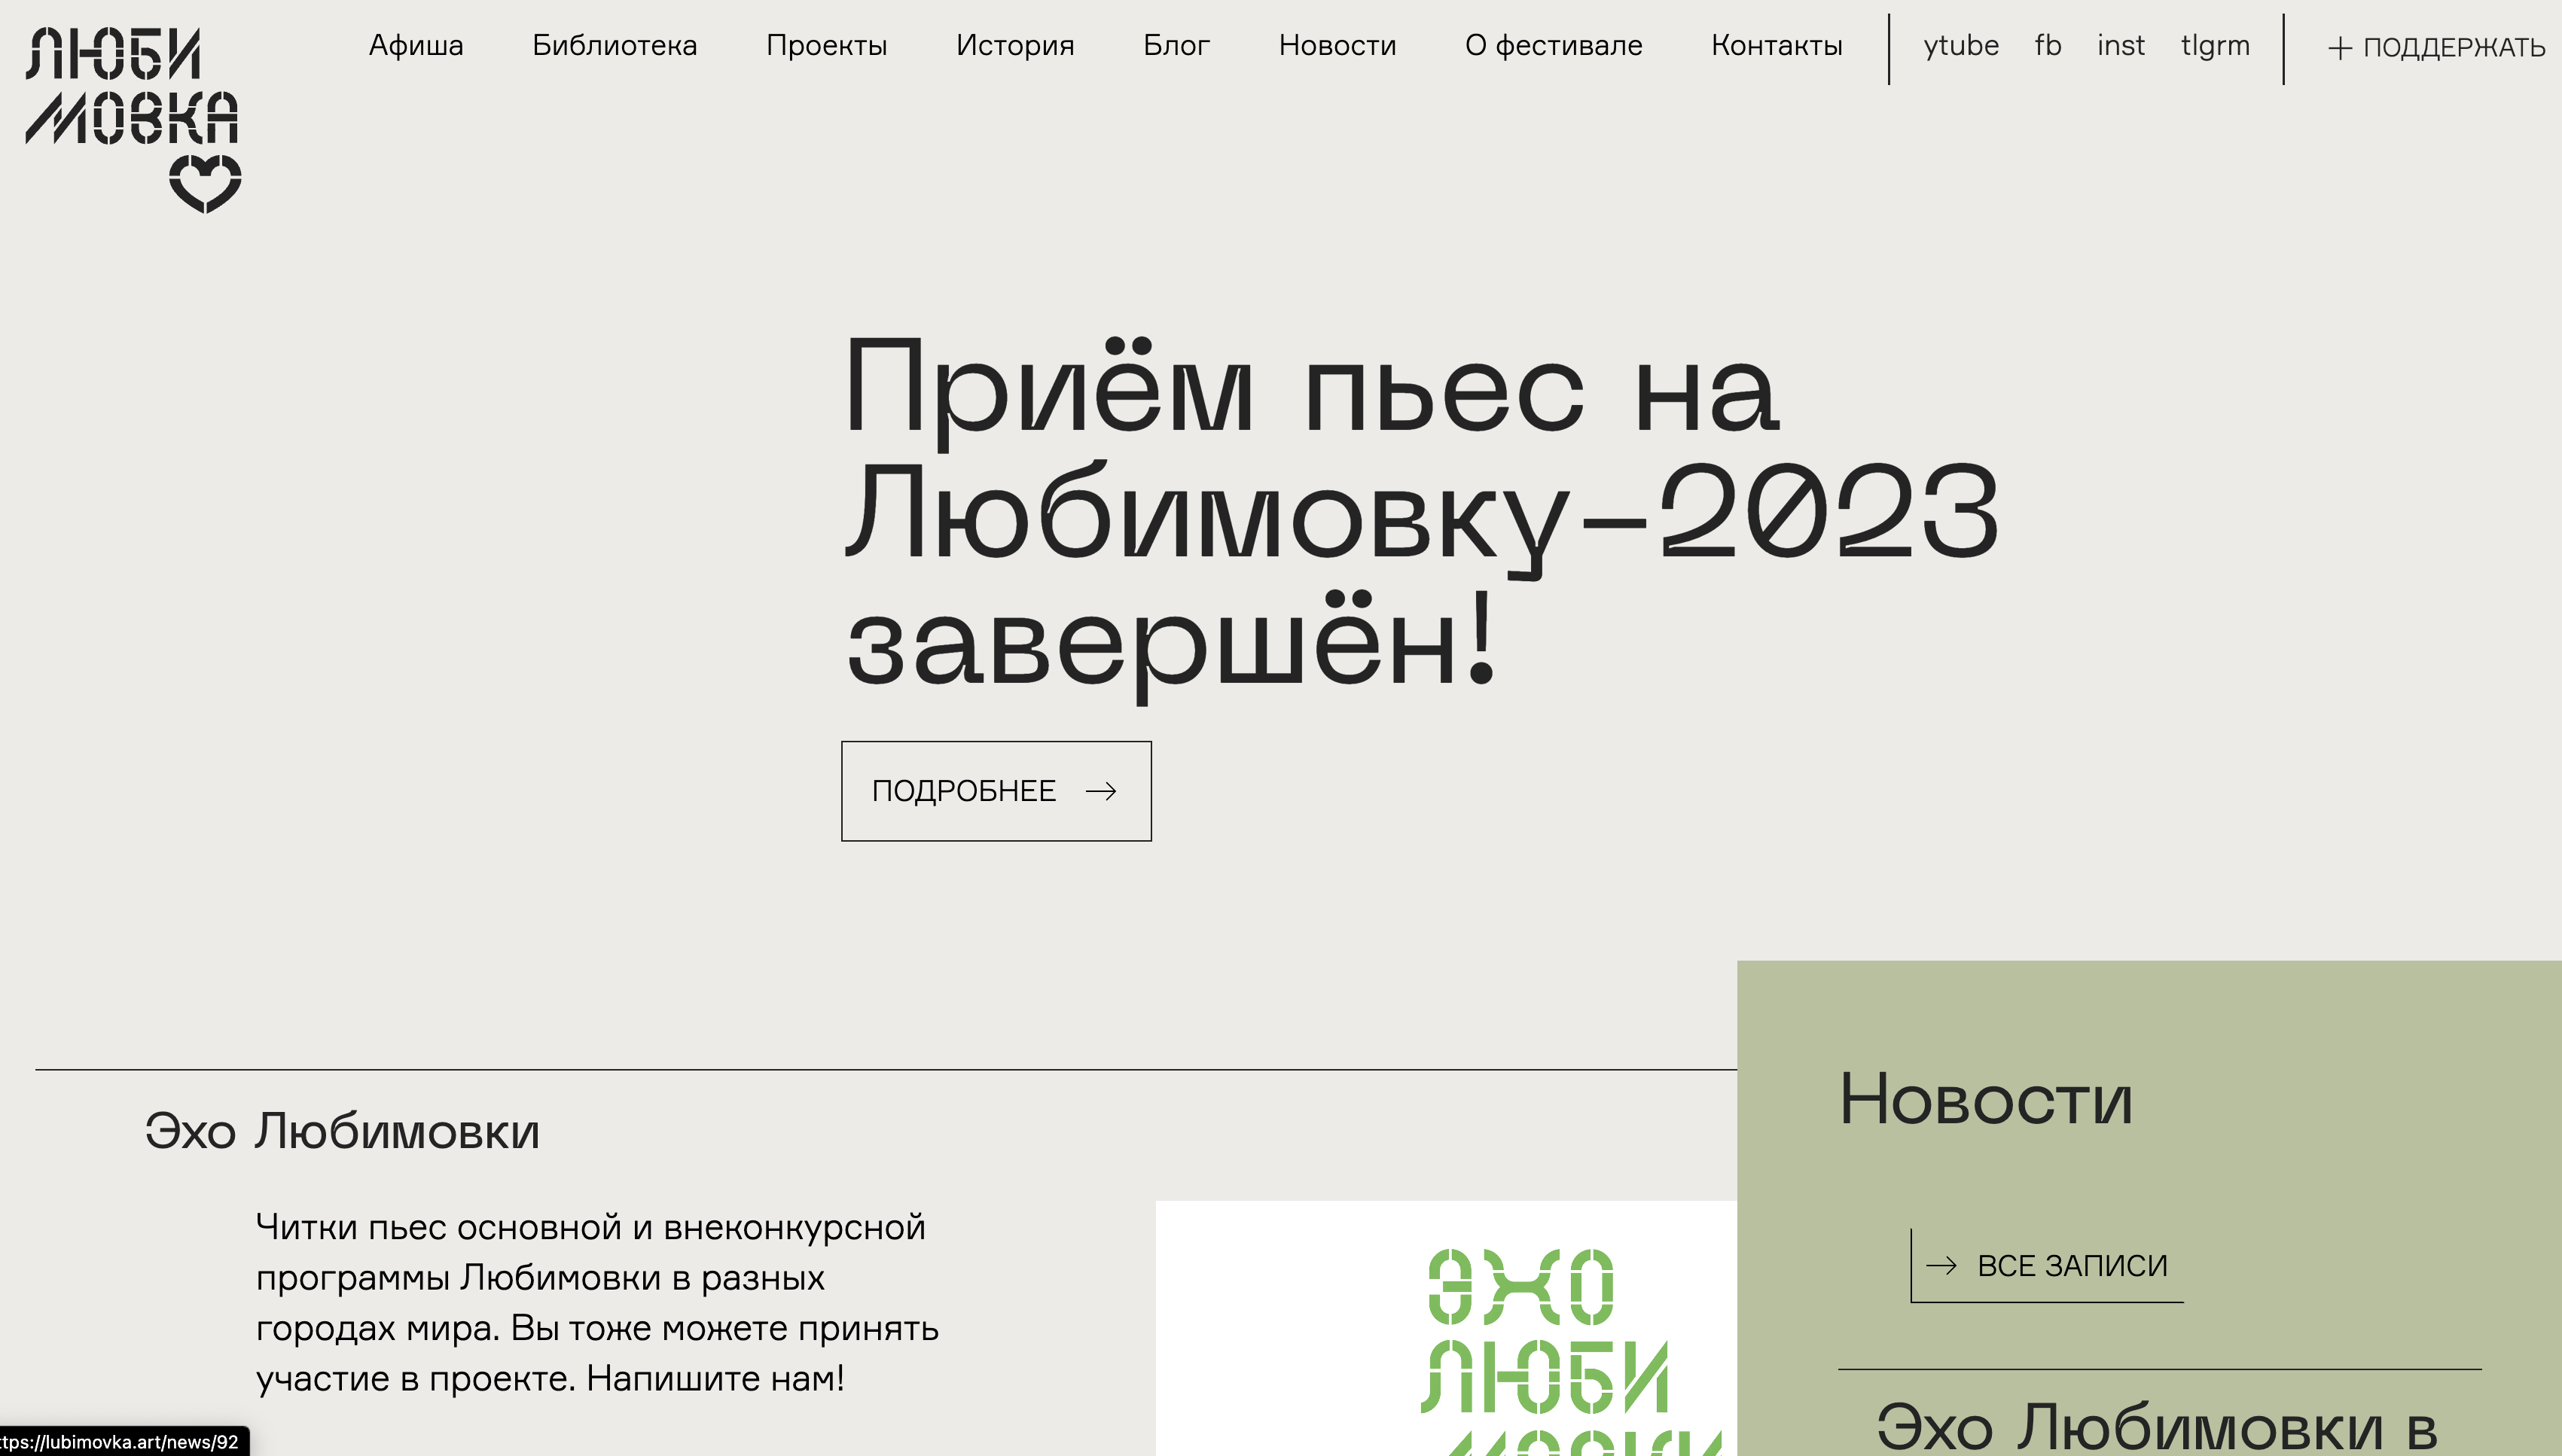 ЛЮБИ
МОВКА
Афиша Библиотека Проекты История Блог Новости О фестивале Контакты ytube fb inst tlgrm + ПОДДЕРЖАТЬ
Приём пьес на
Любимовку–2023
завершён!
ПОДРОБНЕЕ →
Эхо Любимовки
Читки пьес основной и внеконкурсной
программы Любимовки в разных
городах мира. Вы тоже можете принять
участие в проекте. Напишите нам!
ЭХО
ЛЮБИ
Новости
→ ВСЕ ЗАПИСИ
Эхо Любимовки в
ttps://lubimovka.art/news/92